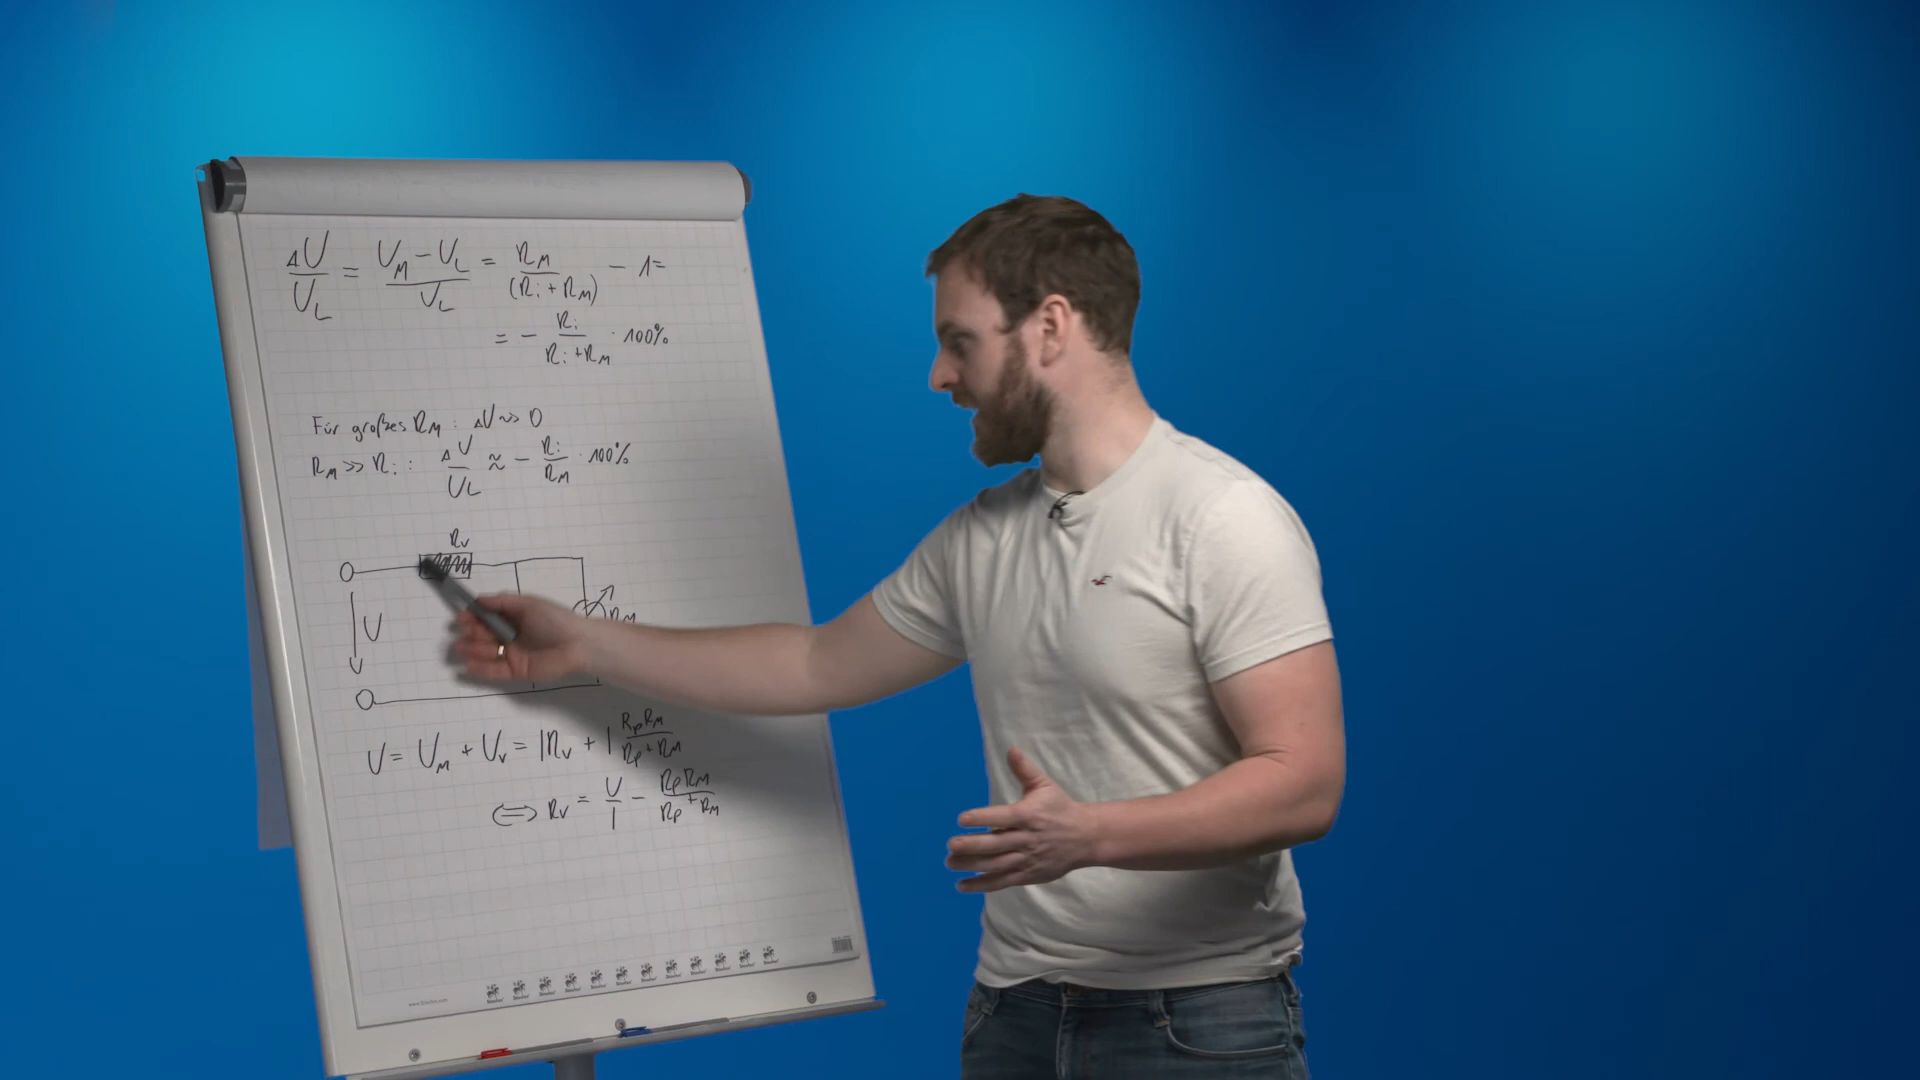 ΔU/U_L = (U_M - U_L)/U_L = R_M/(R_i + R_M) - 1 =
= - R_i/(R_i + R_M) · 100%
Für großes R_M : ΔU ~> 0
R_M >> R_i : ΔU/U_L ≈ - R_i/R_M · 100%
R_V
U
R_M
U = U_M + U_V = I R_V + I R_P R_M/(R_P + R_M)
<=> R_V = U/I - R_P R_M/(R_P + R_M)